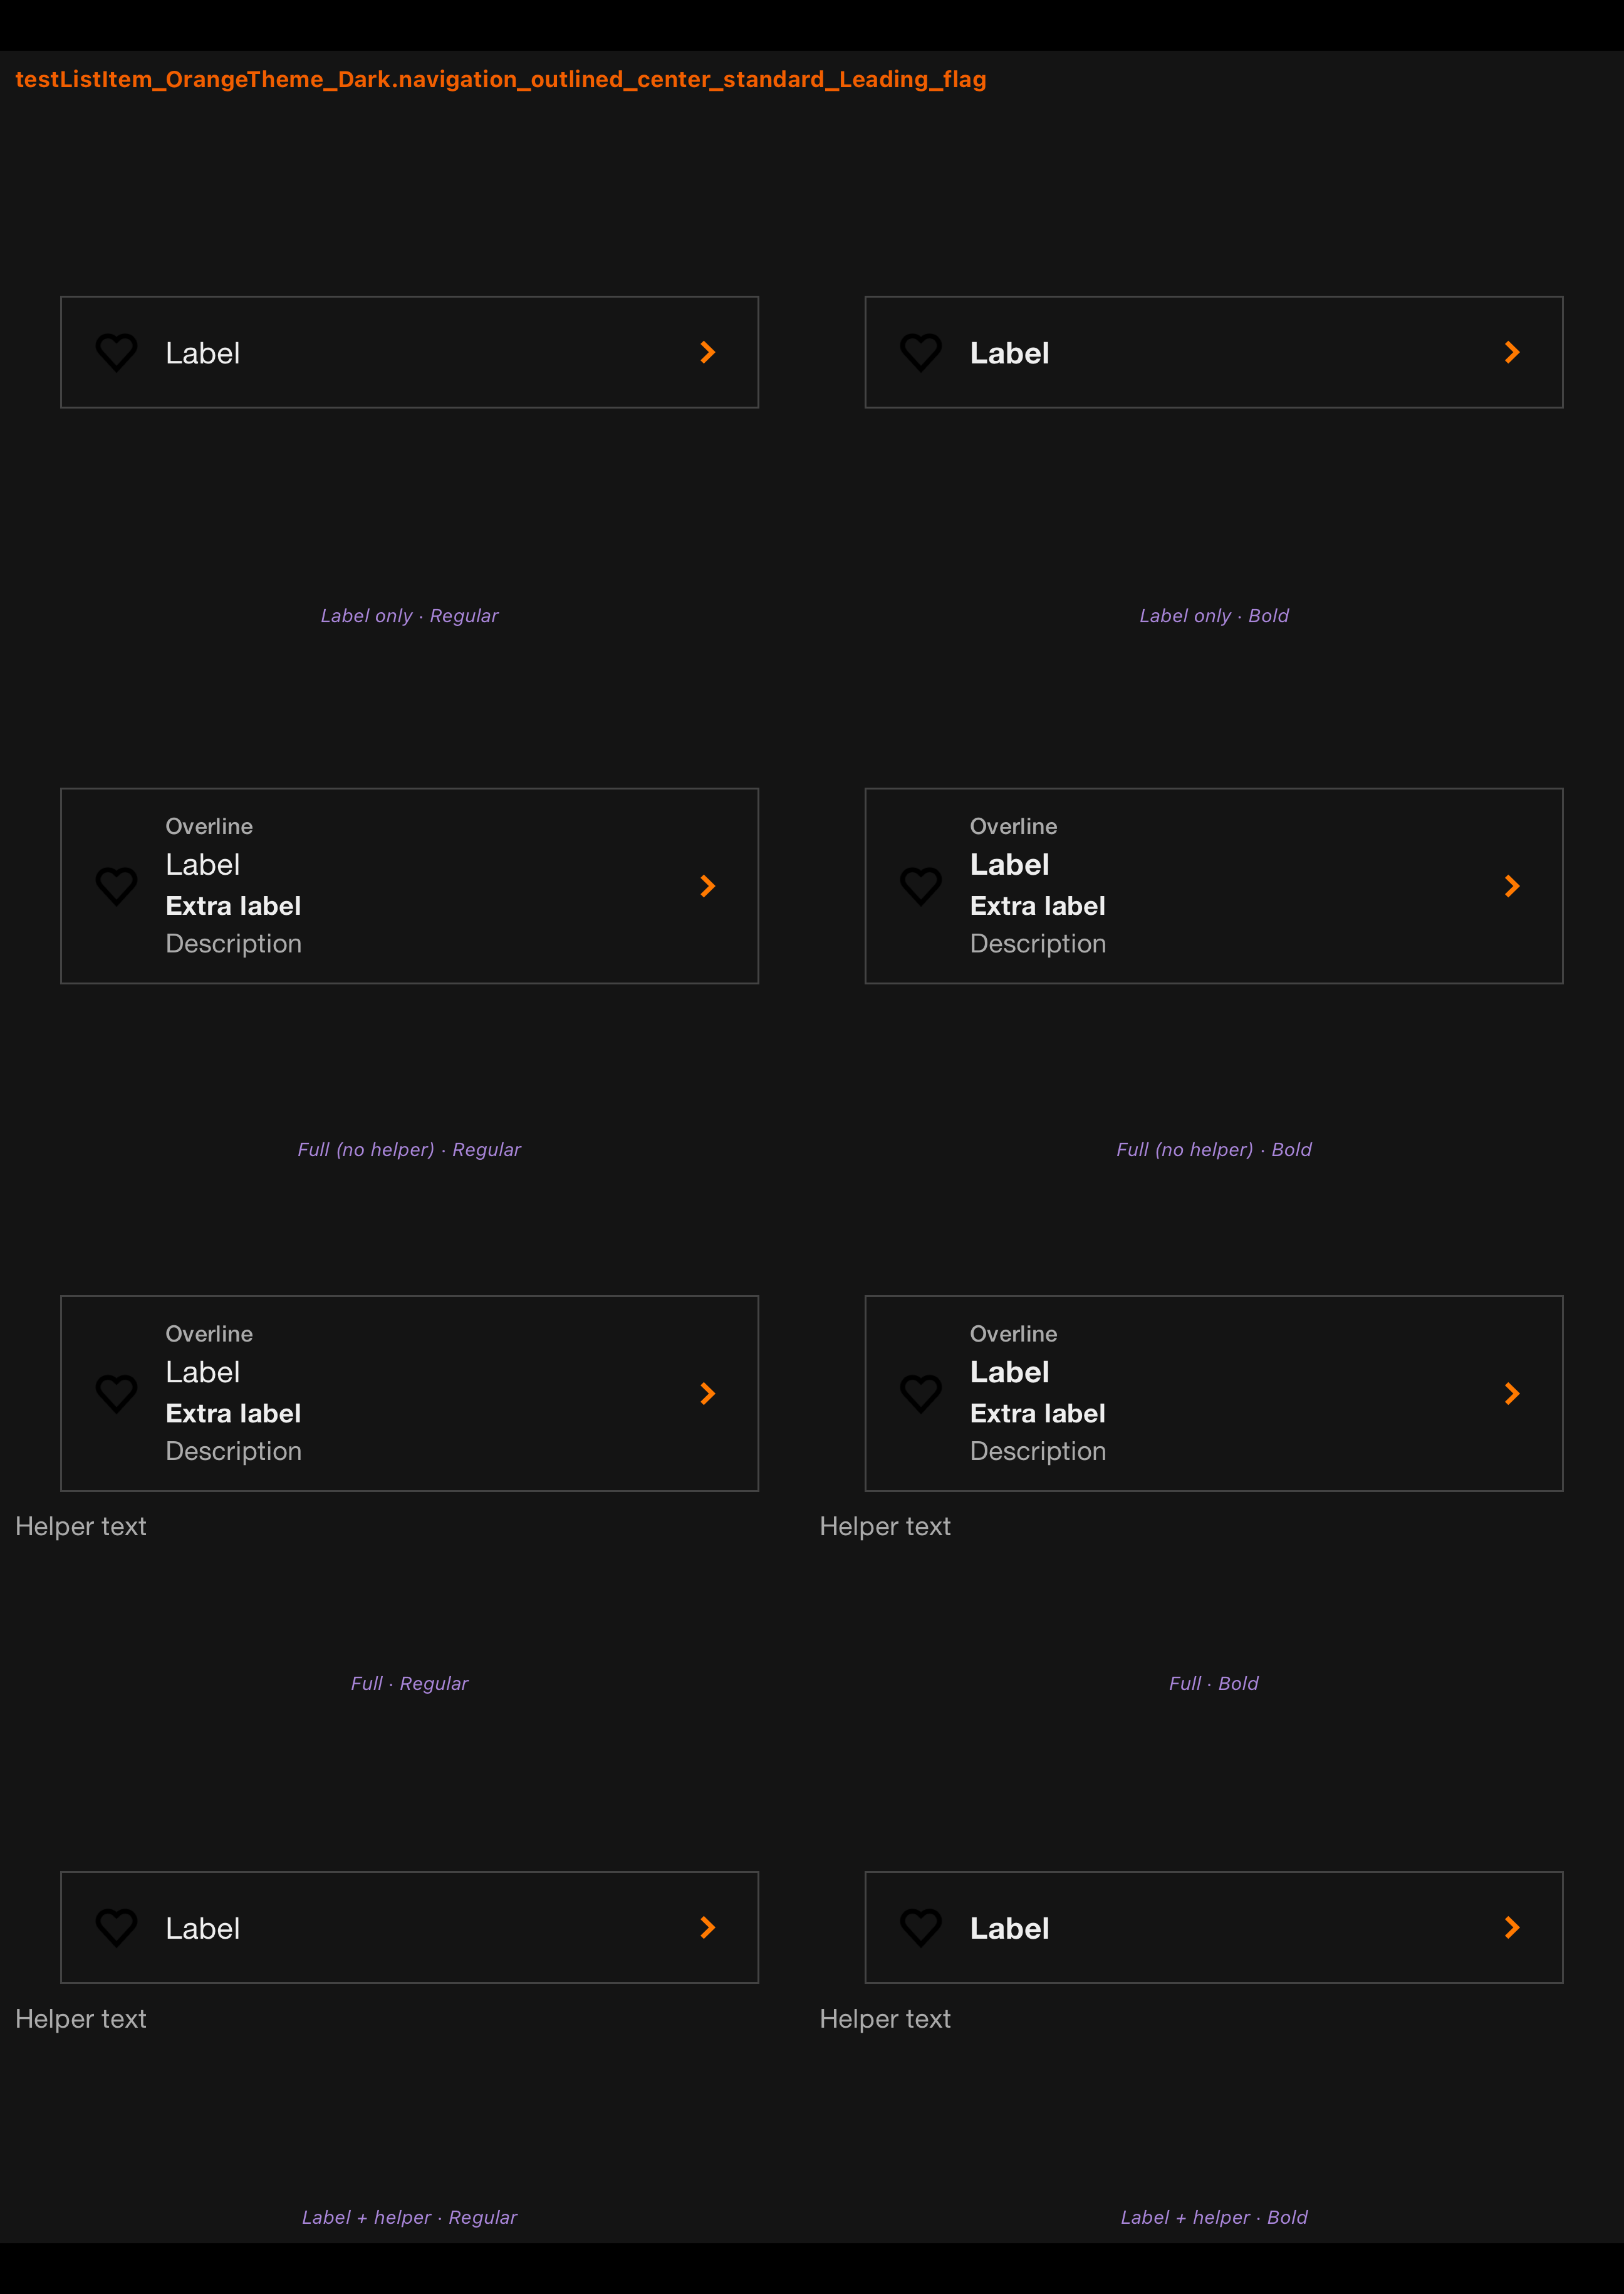 testListItem_OrangeTheme_Dark.navigation_outlined_center_standard_Leading_flag
Label
Label
Label only · Regular
Label only · Bold
Overline
Label
Extra label
Description
Overline
Label
Extra label
Description
Full (no helper) · Regular
Full (no helper) · Bold
Overline
Label
Extra label
Description
Helper text
Overline
Label
Extra label
Description
Helper text
Full · Regular
Full · Bold
Label
Helper text
Label
Helper text
Label + helper · Regular
Label + helper · Bold